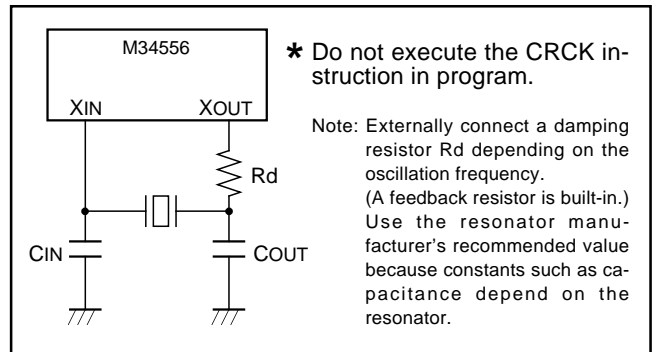 M34556
XIN
XOUT
Rd
CIN
COUT
* Do not execute the CRCK in-
struction in program.
Note: Externally connect a damping
resistor Rd depending on the
oscillation frequency.
(A feedback resistor is built-in.)
Use the resonator manu-
facturer's recommended value
because constants such as ca-
pacitance depend on the
resonator.